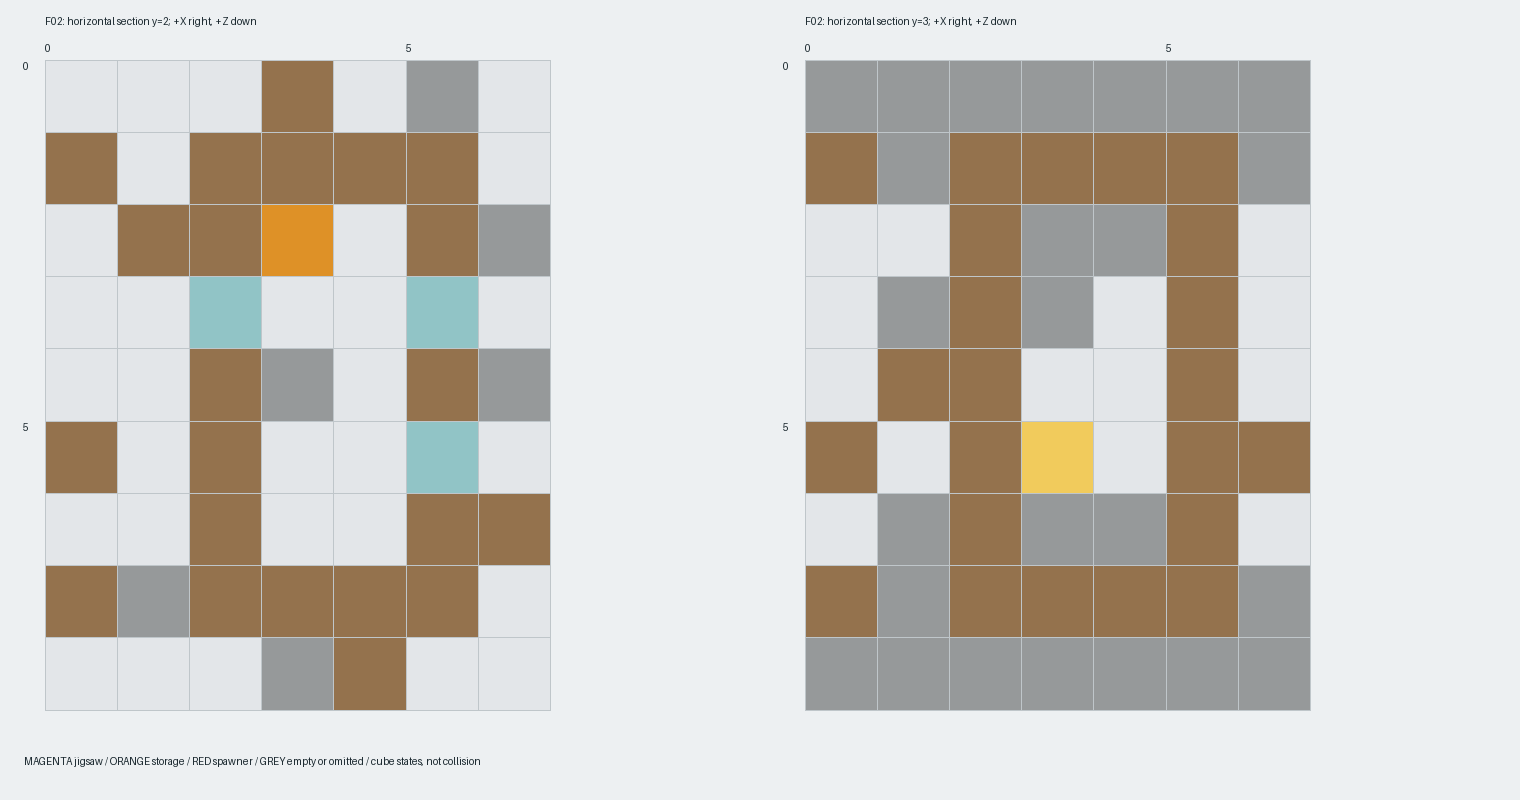 F02: horizontal section y=2; +X right, +Z down
F02: horizontal section y=3; +X right, +Z down
0 5
0 5
0
0
5
5
MAGENTA jigsaw / ORANGE storage / RED spawner / GREY empty or omitted / cube states, not collision